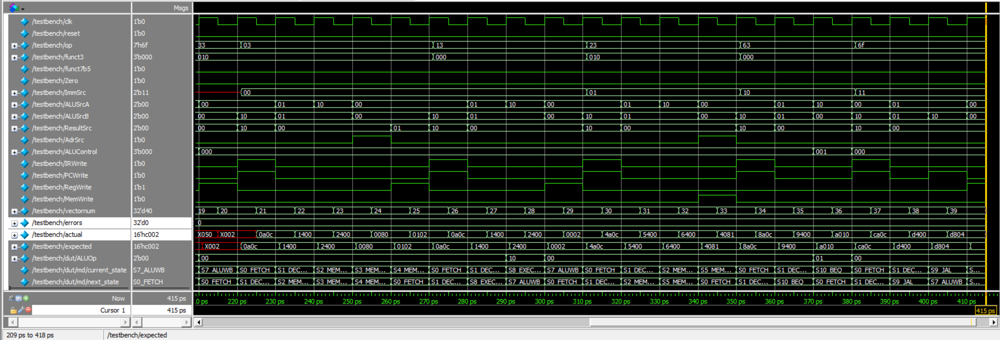 Msgs
/testbench/clk 1'b0
/testbench/reset 1'b0
/testbench/op 7'h6f 33 03 13 23 63 6f
/testbench/funct3 3'b000 010 000 010 000
/testbench/funct7b5 1'b0
/testbench/Zero 1'b0
/testbench/ImmSrc 2'b11 00 01 10 11
/testbench/ALUSrcA 2'b00 00 01 10 00 01 10 00 01 10 00 01 10 00 01 00
/testbench/ALUSrcB 2'b00 00 10 01 00 10 01 00 10 01 00 10 01 00 10 01 10 00
/testbench/ResultSrc 2'b00 00 10 00 01 10 00 10 00 10 00 10 00
/testbench/AdrSrc 1'b0
/testbench/ALUControl 3'b000 000 001 000
/testbench/IRWrite 1'b0
/testbench/PCWrite 1'b0
/testbench/RegWrite 1'b1
/testbench/MemWrite 1'b0
/testbench/vectornum 32'd40 19 20 21 22 23 24 25 26 27 28 29 30 31 32 33 34 35 36 37 38 39
/testbench/errors 32'd0 0
/testbench/actual 16'hc002 X050 X002 0a0c 1400 2400 0080 0102 0a0c 1400 2400 0002 4a0c 5400 6400 4081 8a0c 9400 a010 ca0c d400 d804
/testbench/expected 16'hc002 X002 0a0c 1400 2400 0080 0102 0a0c 1400 2400 0002 4a0c 5400 6400 4081 8a0c 9400 a010 ca0c d400 d804
/testbench/dut/ALUOp 2'b00 00 10 00 01 00
/testbench/dut/md/current_state S7_ALUWB S7_ALUWB S0_FETCH S1_DEC... S2_MEM... S3_MEM... S4_MEM... S0_FETCH S1_DEC... S8_EXEC... S7_ALUWB S0_FETCH S1_DEC... S2_MEM... S5_MEM... S0_FETCH S1_DEC... S10_BEQ S0_FETCH S1_DEC... S9_JAL S...
/testbench/dut/md/next_state S0_FETCH S0_FETCH S1_DEC... S2_MEM... S3_MEM... S4_MEM... S0_FETCH S1_DEC... S8_EXEC... S7_ALUWB S0_FETCH S1_DEC... S2_MEM... S5_MEM... S0_FETCH S1_DEC... S10_BEQ S0_FETCH S1_DEC... S9_JAL S7_ALUWB S...
Now 415 ps .0 ps 220 ps 230 ps 240 ps 250 ps 260 ps 270 ps 280 ps 290 ps 300 ps 310 ps 320 ps 330 ps 340 ps 350 ps 360 ps 370 ps 380 ps 390 ps 400 ps 410 ps
Cursor 1 415 ps 415 ps
209 ps to 418 ps /testbench/expected